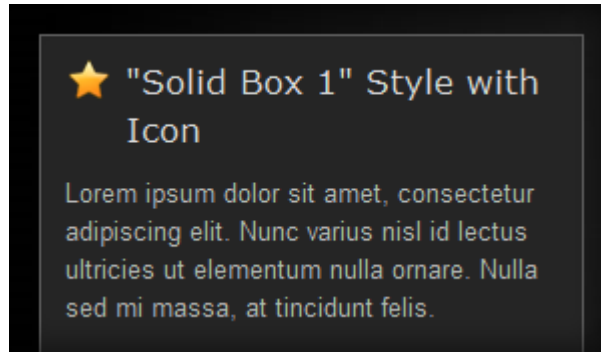 "Solid Box 1" Style with
Icon
Lorem ipsum dolor sit amet, consectetur
adipiscing elit. Nunc varius nisl id lectus
ultricies ut elementum nulla ornare. Nulla
sed mi massa, at tincidunt felis.